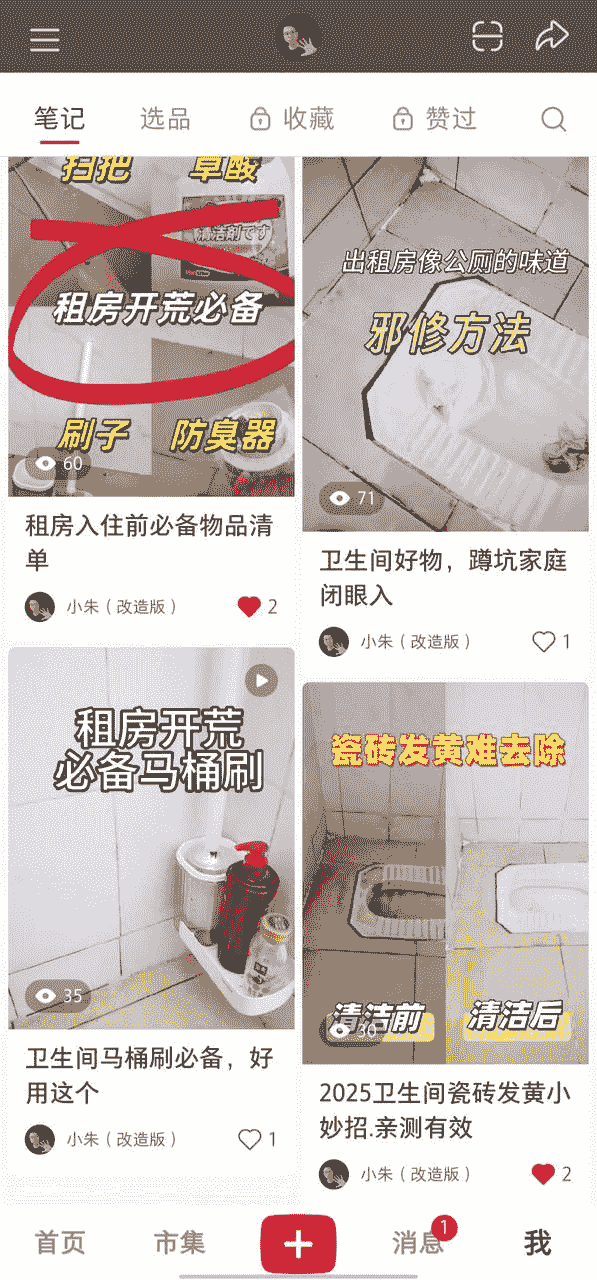 笔记
选品
收藏
赞过
扫把
草酸
清洁剤です
租房开荒必备
刷子
防臭器
60
租房入住前必备物品清
单
小朱（改造版）
2
出租房像公厕的味道
邪修方法
71
卫生间好物，蹲坑家庭
闭眼入
小朱（改造版）
1
租房开荒
必备马桶刷
35
卫生间马桶刷必备，好
用这个
小朱（改造版）
1
瓷砖发黄难去除
清洁前
清洁后
30
2025卫生间瓷砖发黄小
妙招.亲测有效
小朱（改造版）
2
首页
市集
消息
1
我